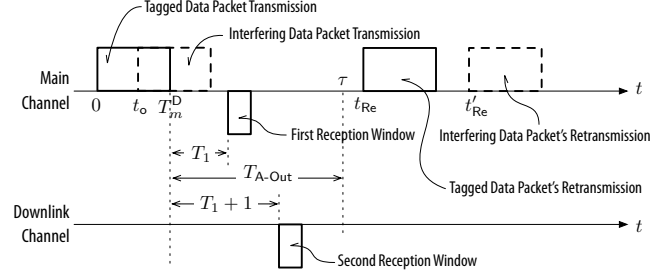 Tagged Data Packet Transmission
Interfering Data Packet Transmission
Main
Channel
τ
t
0
t_o
T_m^D
t_Re
t'_Re
First Reception Window
Interfering Data Packet's Retransmission
T_1
T_A-Out
Tagged Data Packet's Retransmission
T_1 + 1
Downlink
Channel
t
Second Reception Window